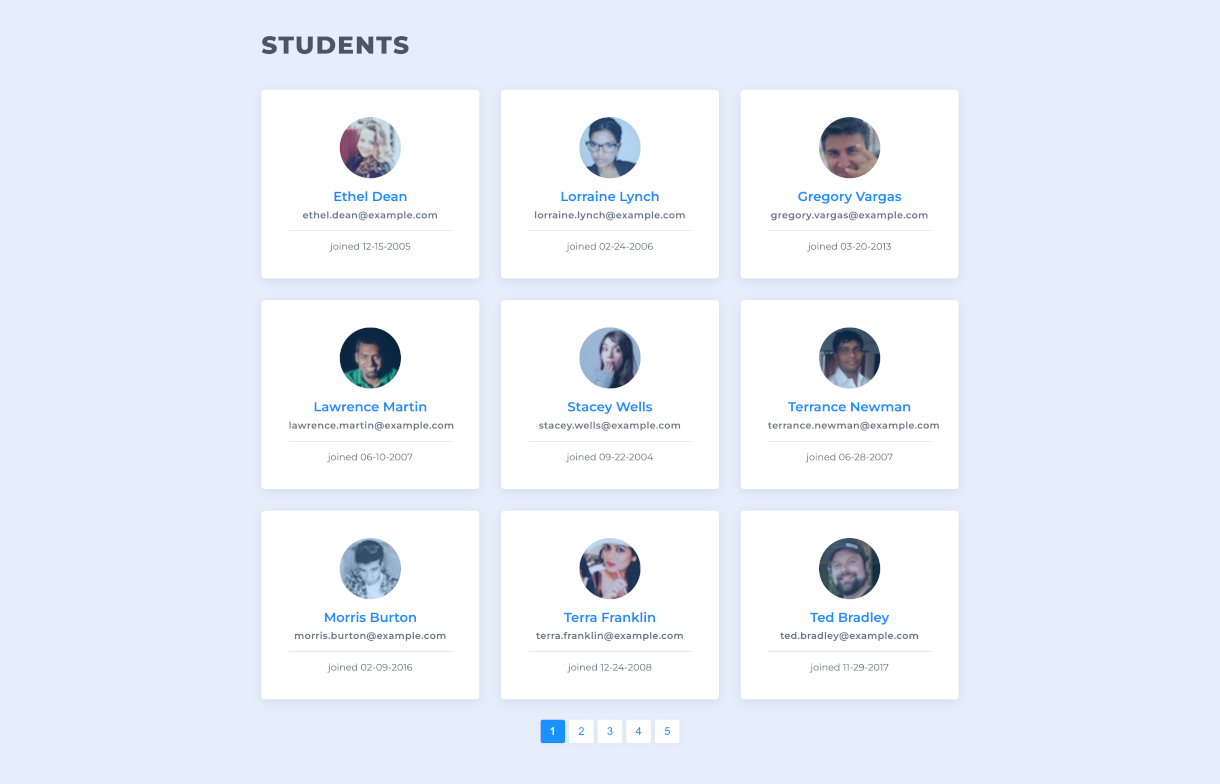 STUDENTS
Ethel Dean
ethel.dean@example.com
joined 12-15-2005
Lorraine Lynch
lorraine.lynch@example.com
joined 02-24-2006
Gregory Vargas
gregory.vargas@example.com
joined 03-20-2013
Lawrence Martin
lawrence.martin@example.com
joined 06-10-2007
Stacey Wells
stacey.wells@example.com
joined 09-22-2004
Terrance Newman
terrance.newman@example.com
joined 06-28-2007
Morris Burton
morris.burton@example.com
joined 02-09-2016
Terra Franklin
terra.franklin@example.com
joined 12-24-2008
Ted Bradley
ted.bradley@example.com
joined 11-29-2017
1 2 3 4 5